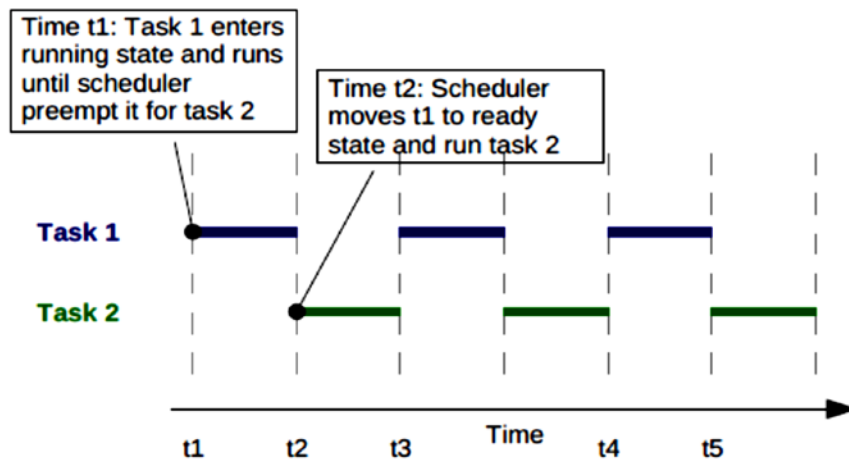 Time t1: Task 1 enters
running state and runs
until scheduler
preempt it for task 2
Time t2: Scheduler
moves t1 to ready
state and run task 2
Task 1
Task 2
t1
t2
t3
Time
t4
t5